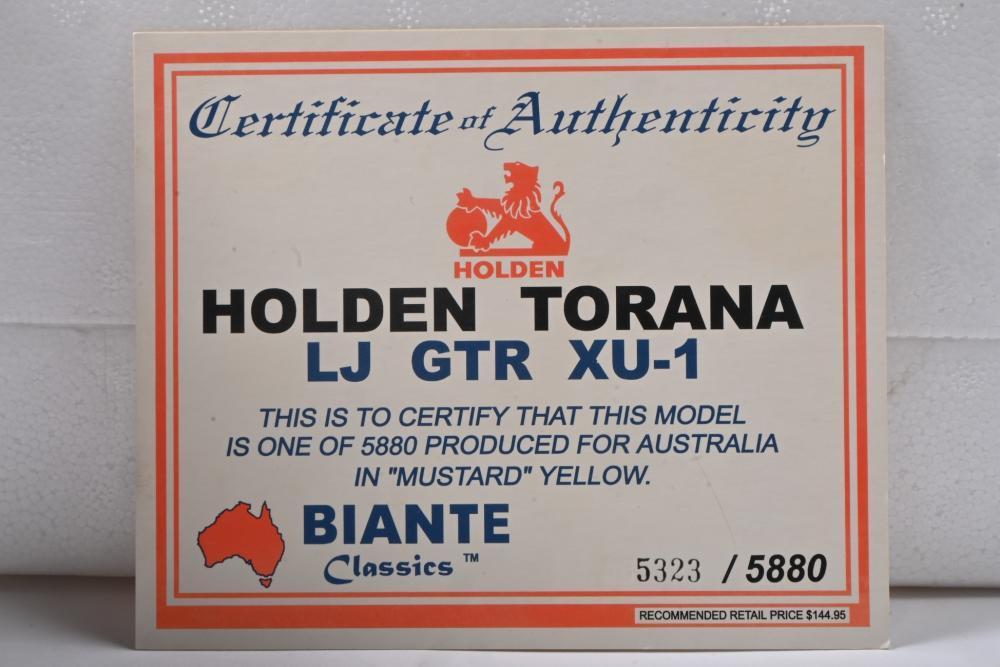 Certificate of Authenticity
HOLDEN
HOLDEN TORANA
LJ GTR XU-1
THIS IS TO CERTIFY THAT THIS MODEL
IS ONE OF 5880 PRODUCED FOR AUSTRALIA
IN "MUSTARD" YELLOW.
BIANTE
Classics ™
5323 / 5880
RECOMMENDED RETAIL PRICE $144.95